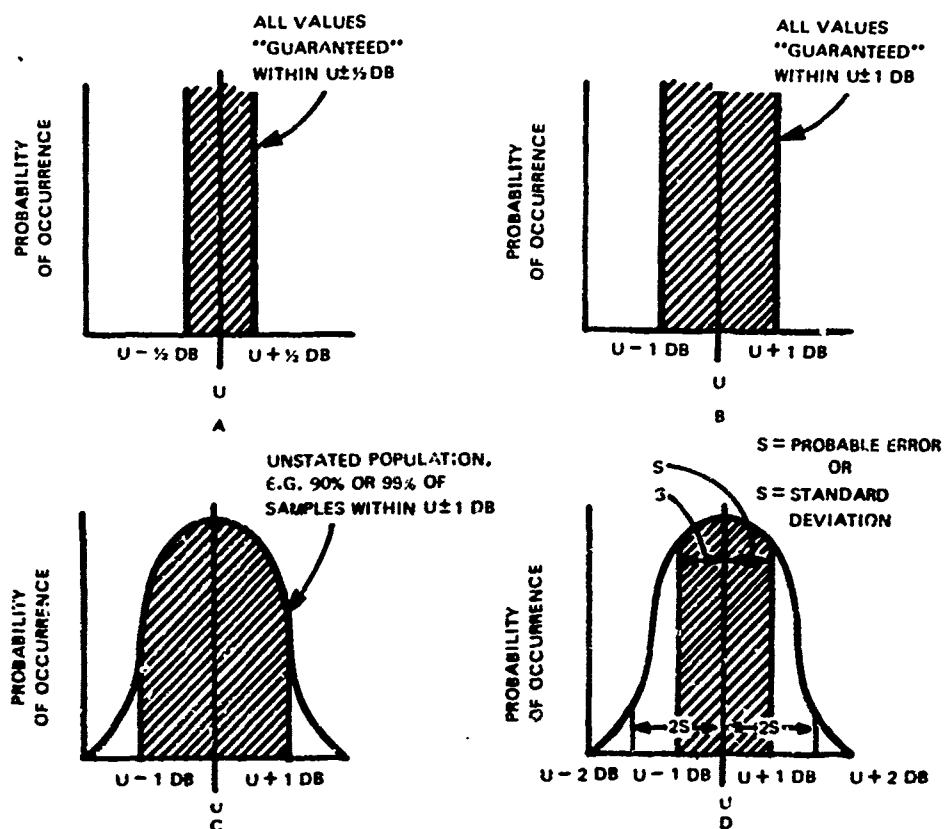 ALL VALUES
"GUARANTEED"
WITHIN U±½ DB
PROBABILITY
OF OCCURRENCE
U – ½ DB
U + ½ DB
U
A
ALL VALUES
"GUARANTEED"
WITHIN U± 1 DB
PROBABILITY
OF OCCURRENCE
U – 1 DB
U + 1 DB
U
B
UNSTATED POPULATION,
E.G. 90% OR 99% OF
SAMPLES WITHIN U±1 DB
PROBABILITY
OF OCCURRENCE
U – 1 DB
U + 1 DB
U
C
S
S
S = PROBABLE ERROR
OR
S = STANDARD
DEVIATION
PROBABILITY
OF OCCURRENCE
2S
2S
U – 2 DB
U – 1 DB
U + 1 DB
U + 2 DB
U
D